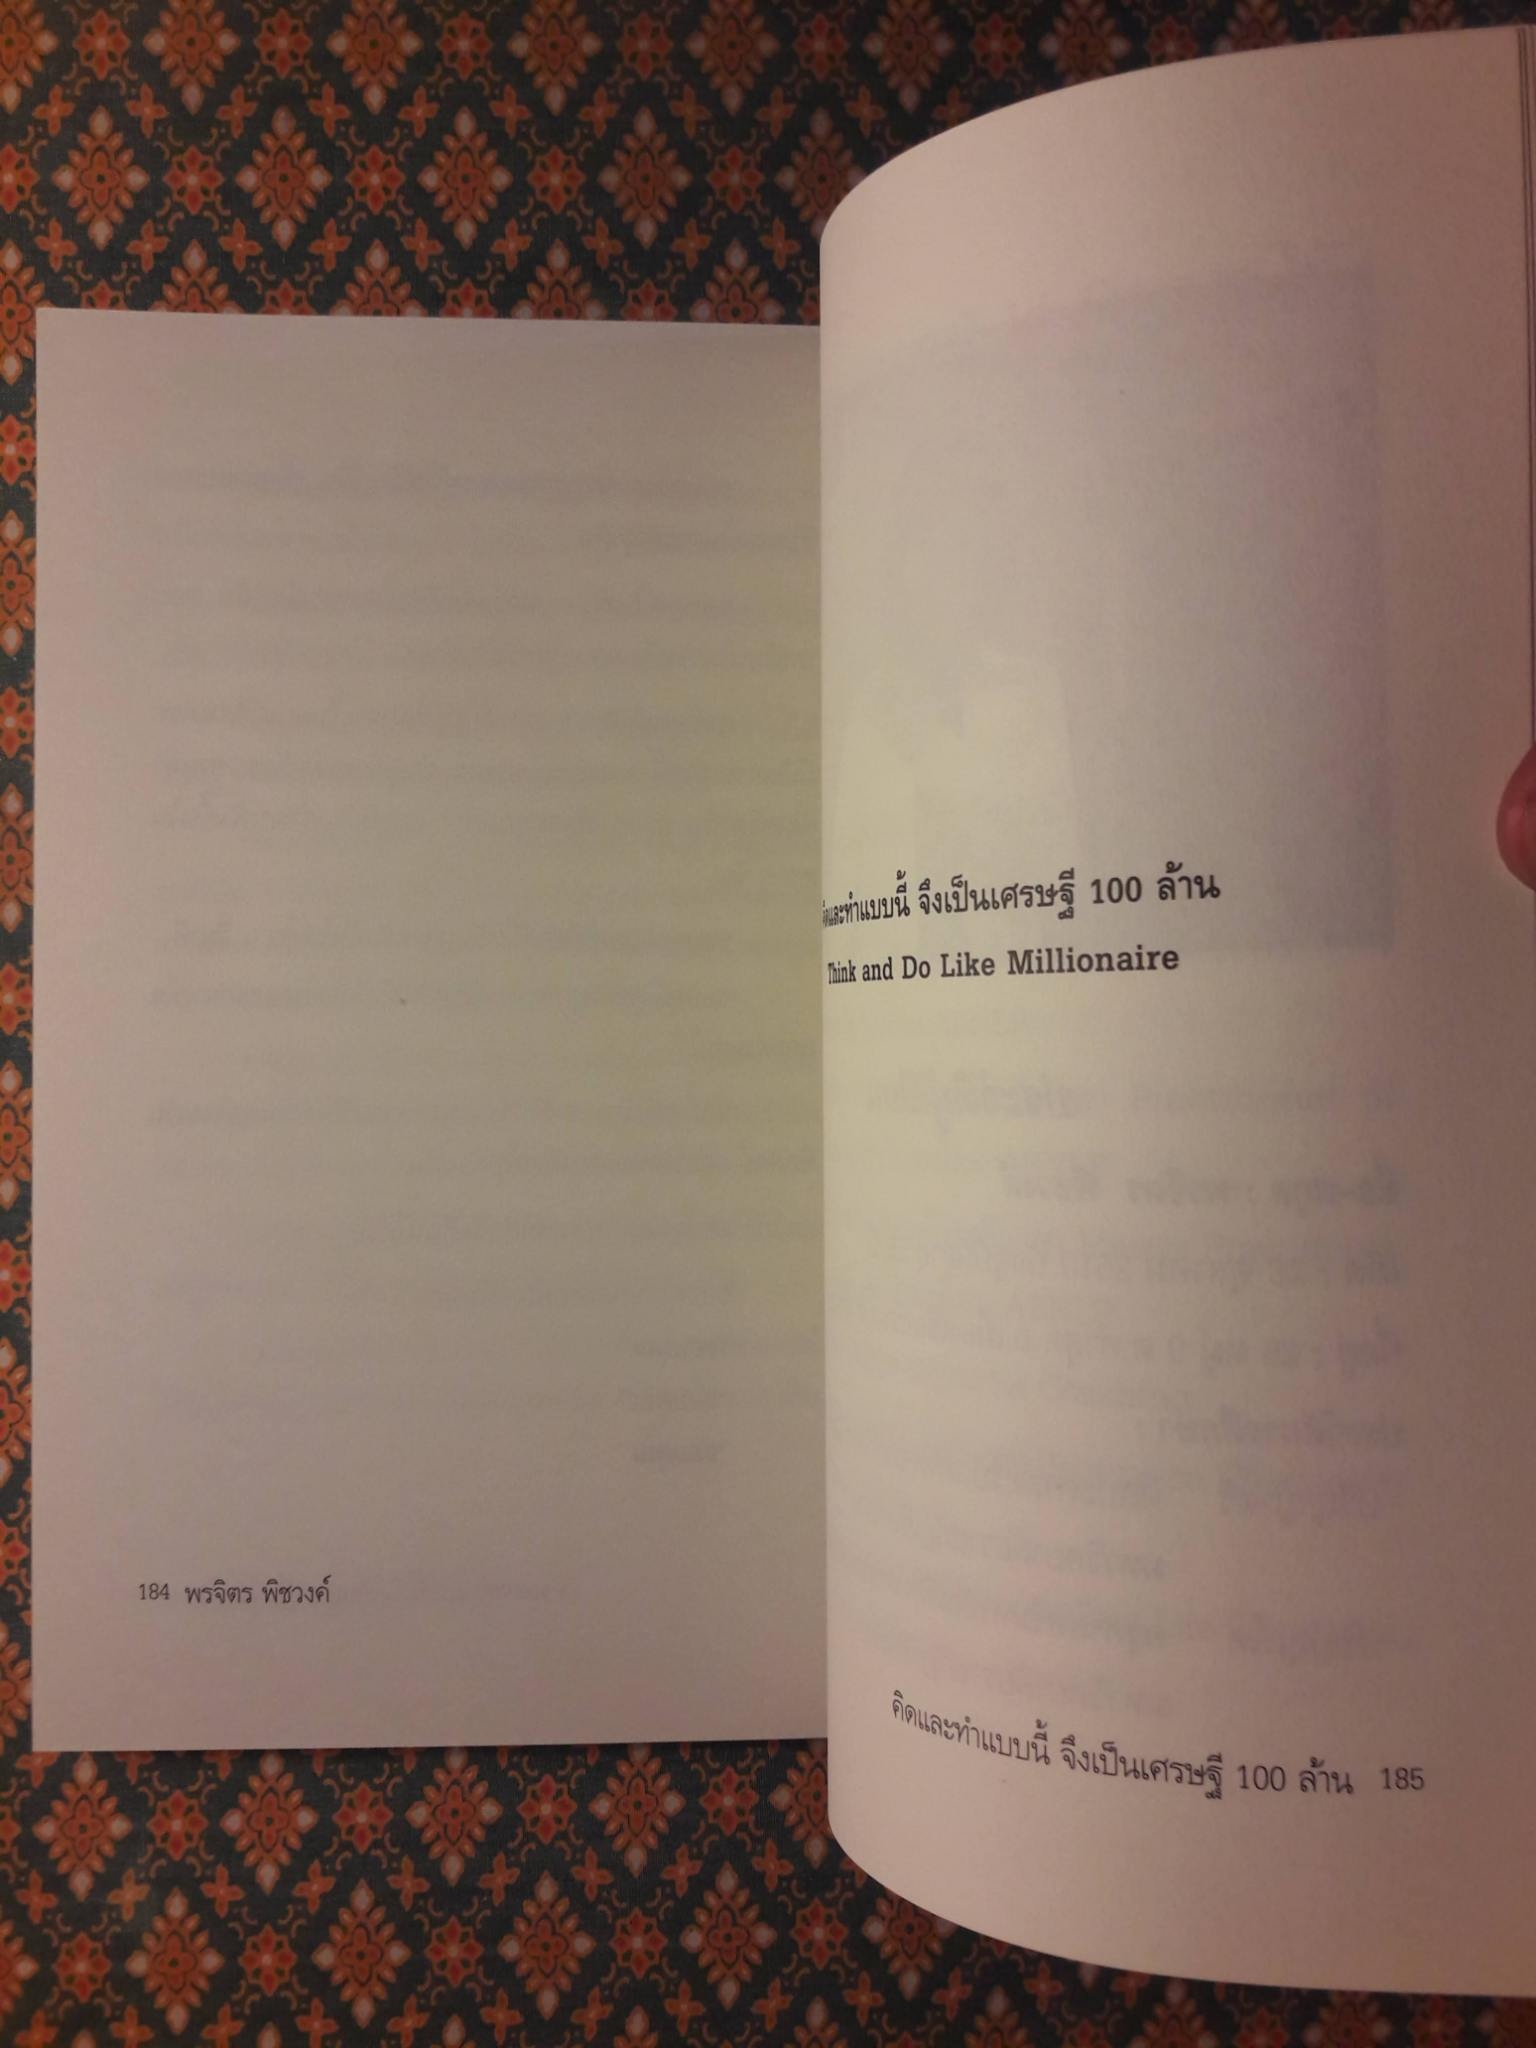 184 พรจิตร พิชวงค์
คิดและทำแบบนี้ จึงเป็นเศรษฐี 100 ล้าน
Think and Do Like Millionaire
คิดและทำแบบนี้ จึงเป็นเศรษฐี 100 ล้าน 185